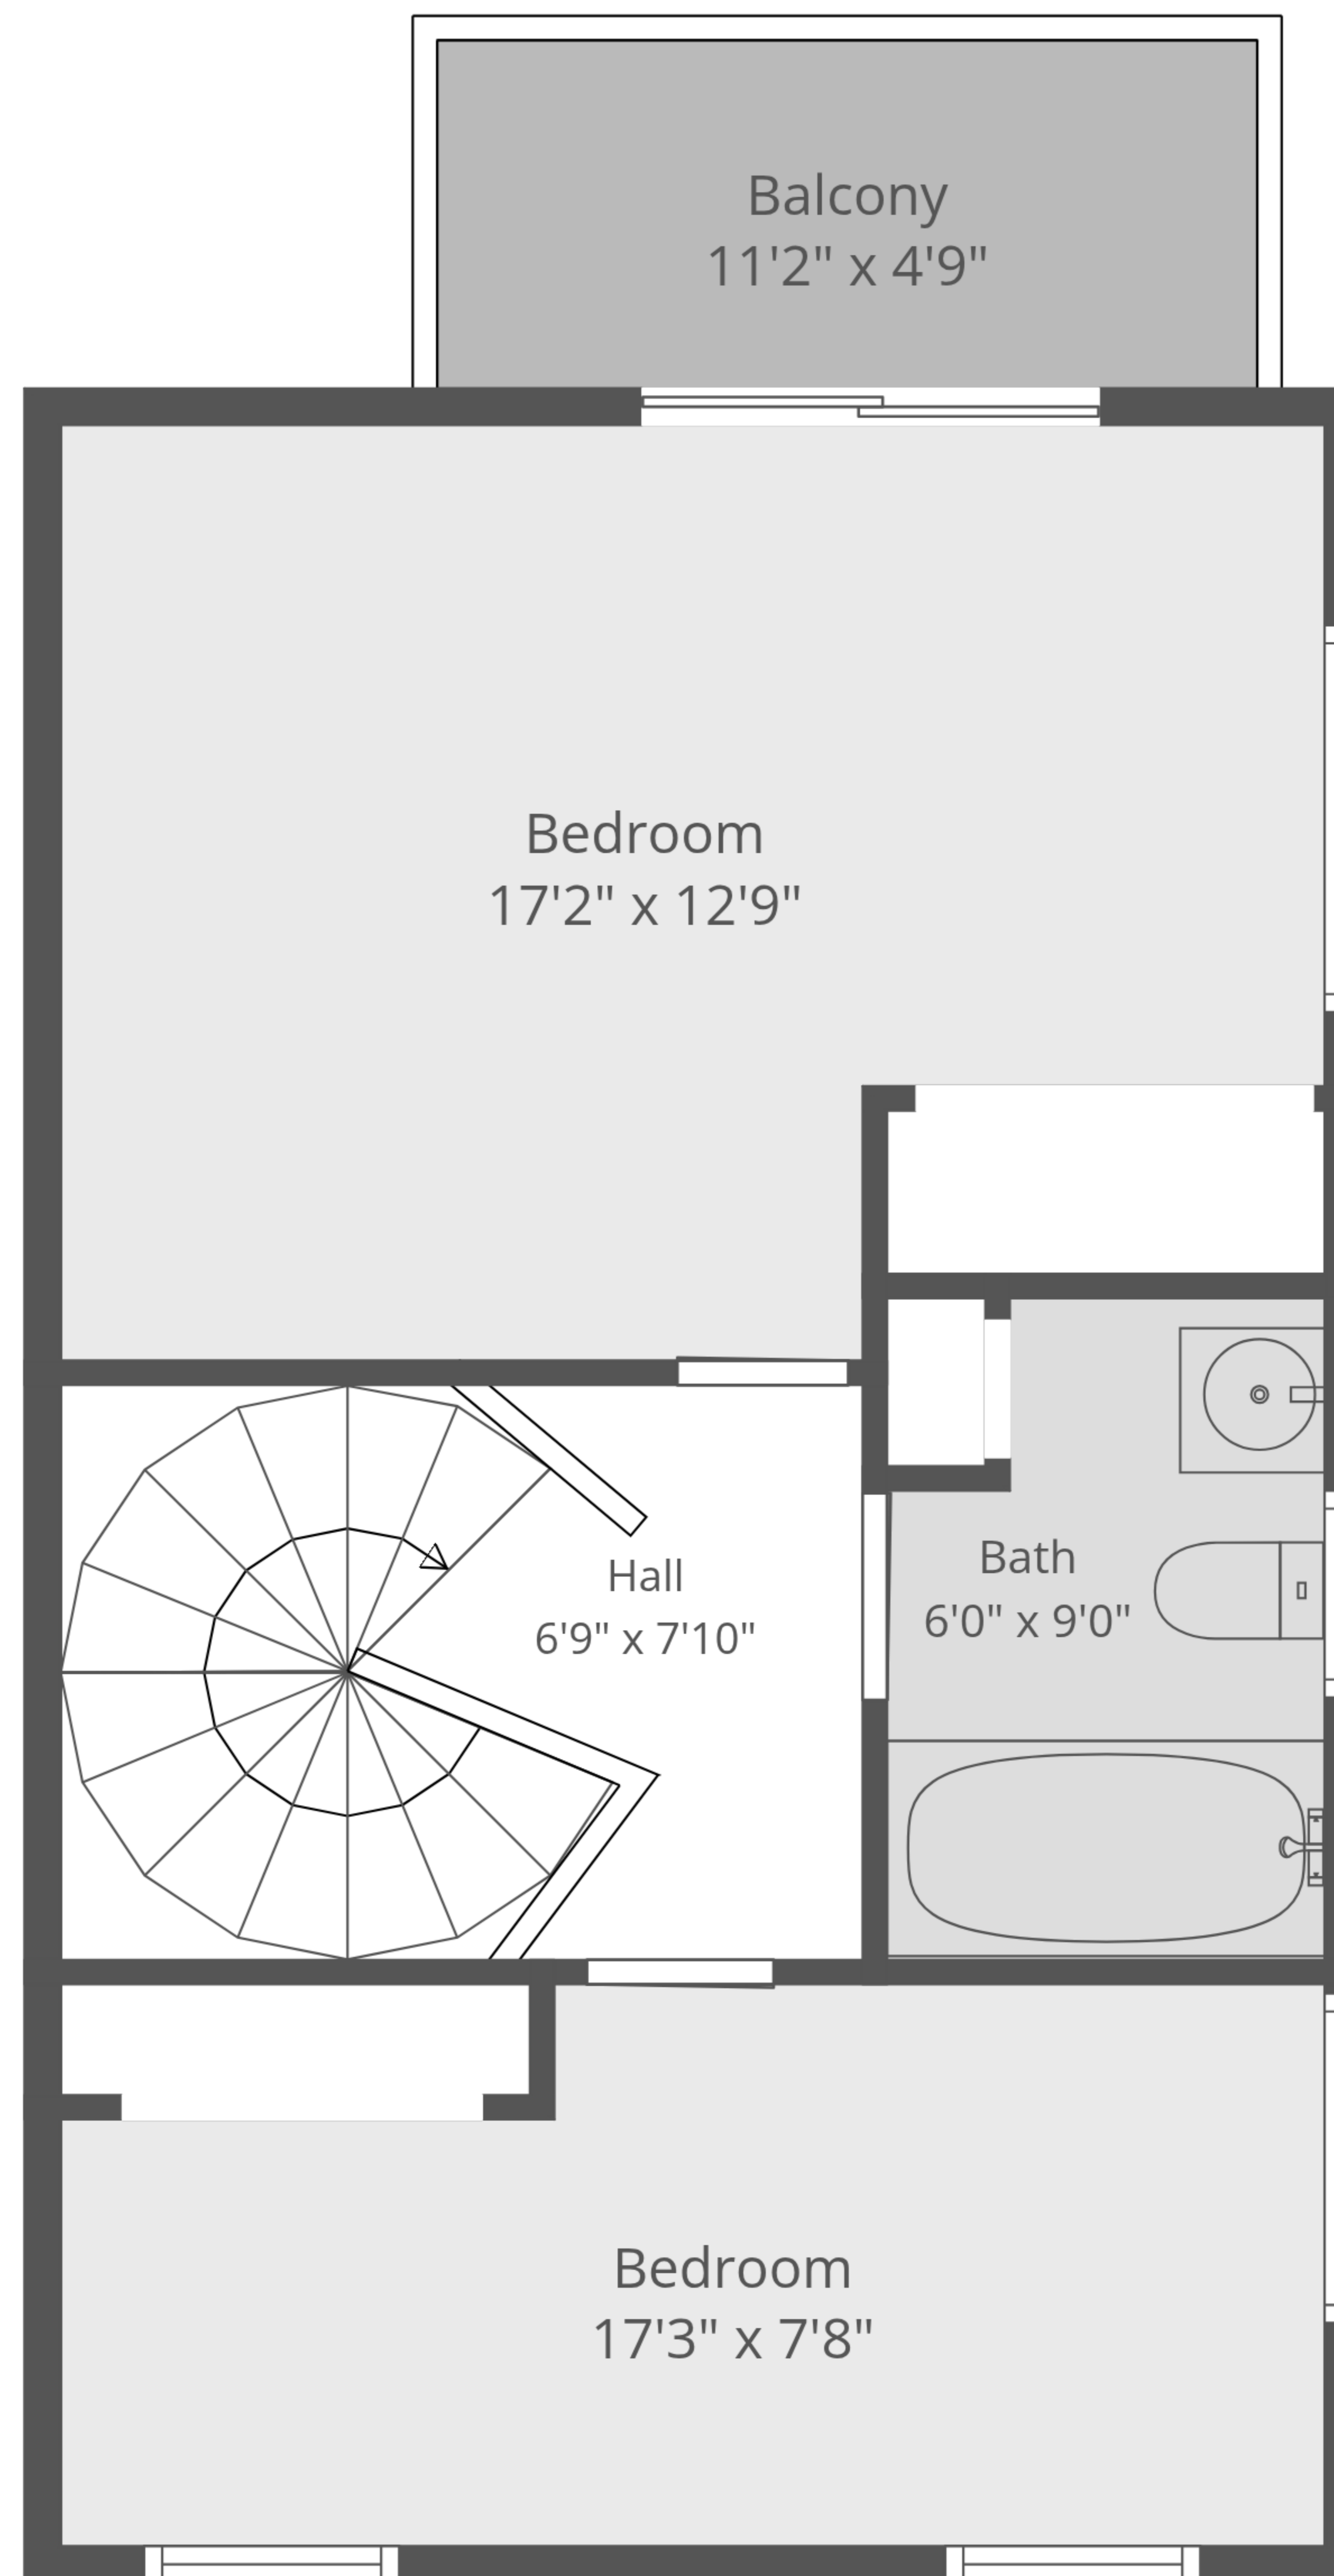 Balcony
11'2" x 4'9"
Bedroom
17'2" x 12'9"
Hall
6'9" x 7'10"
Bath
6'0" x 9'0"
Bedroom
17'3" x 7'8"